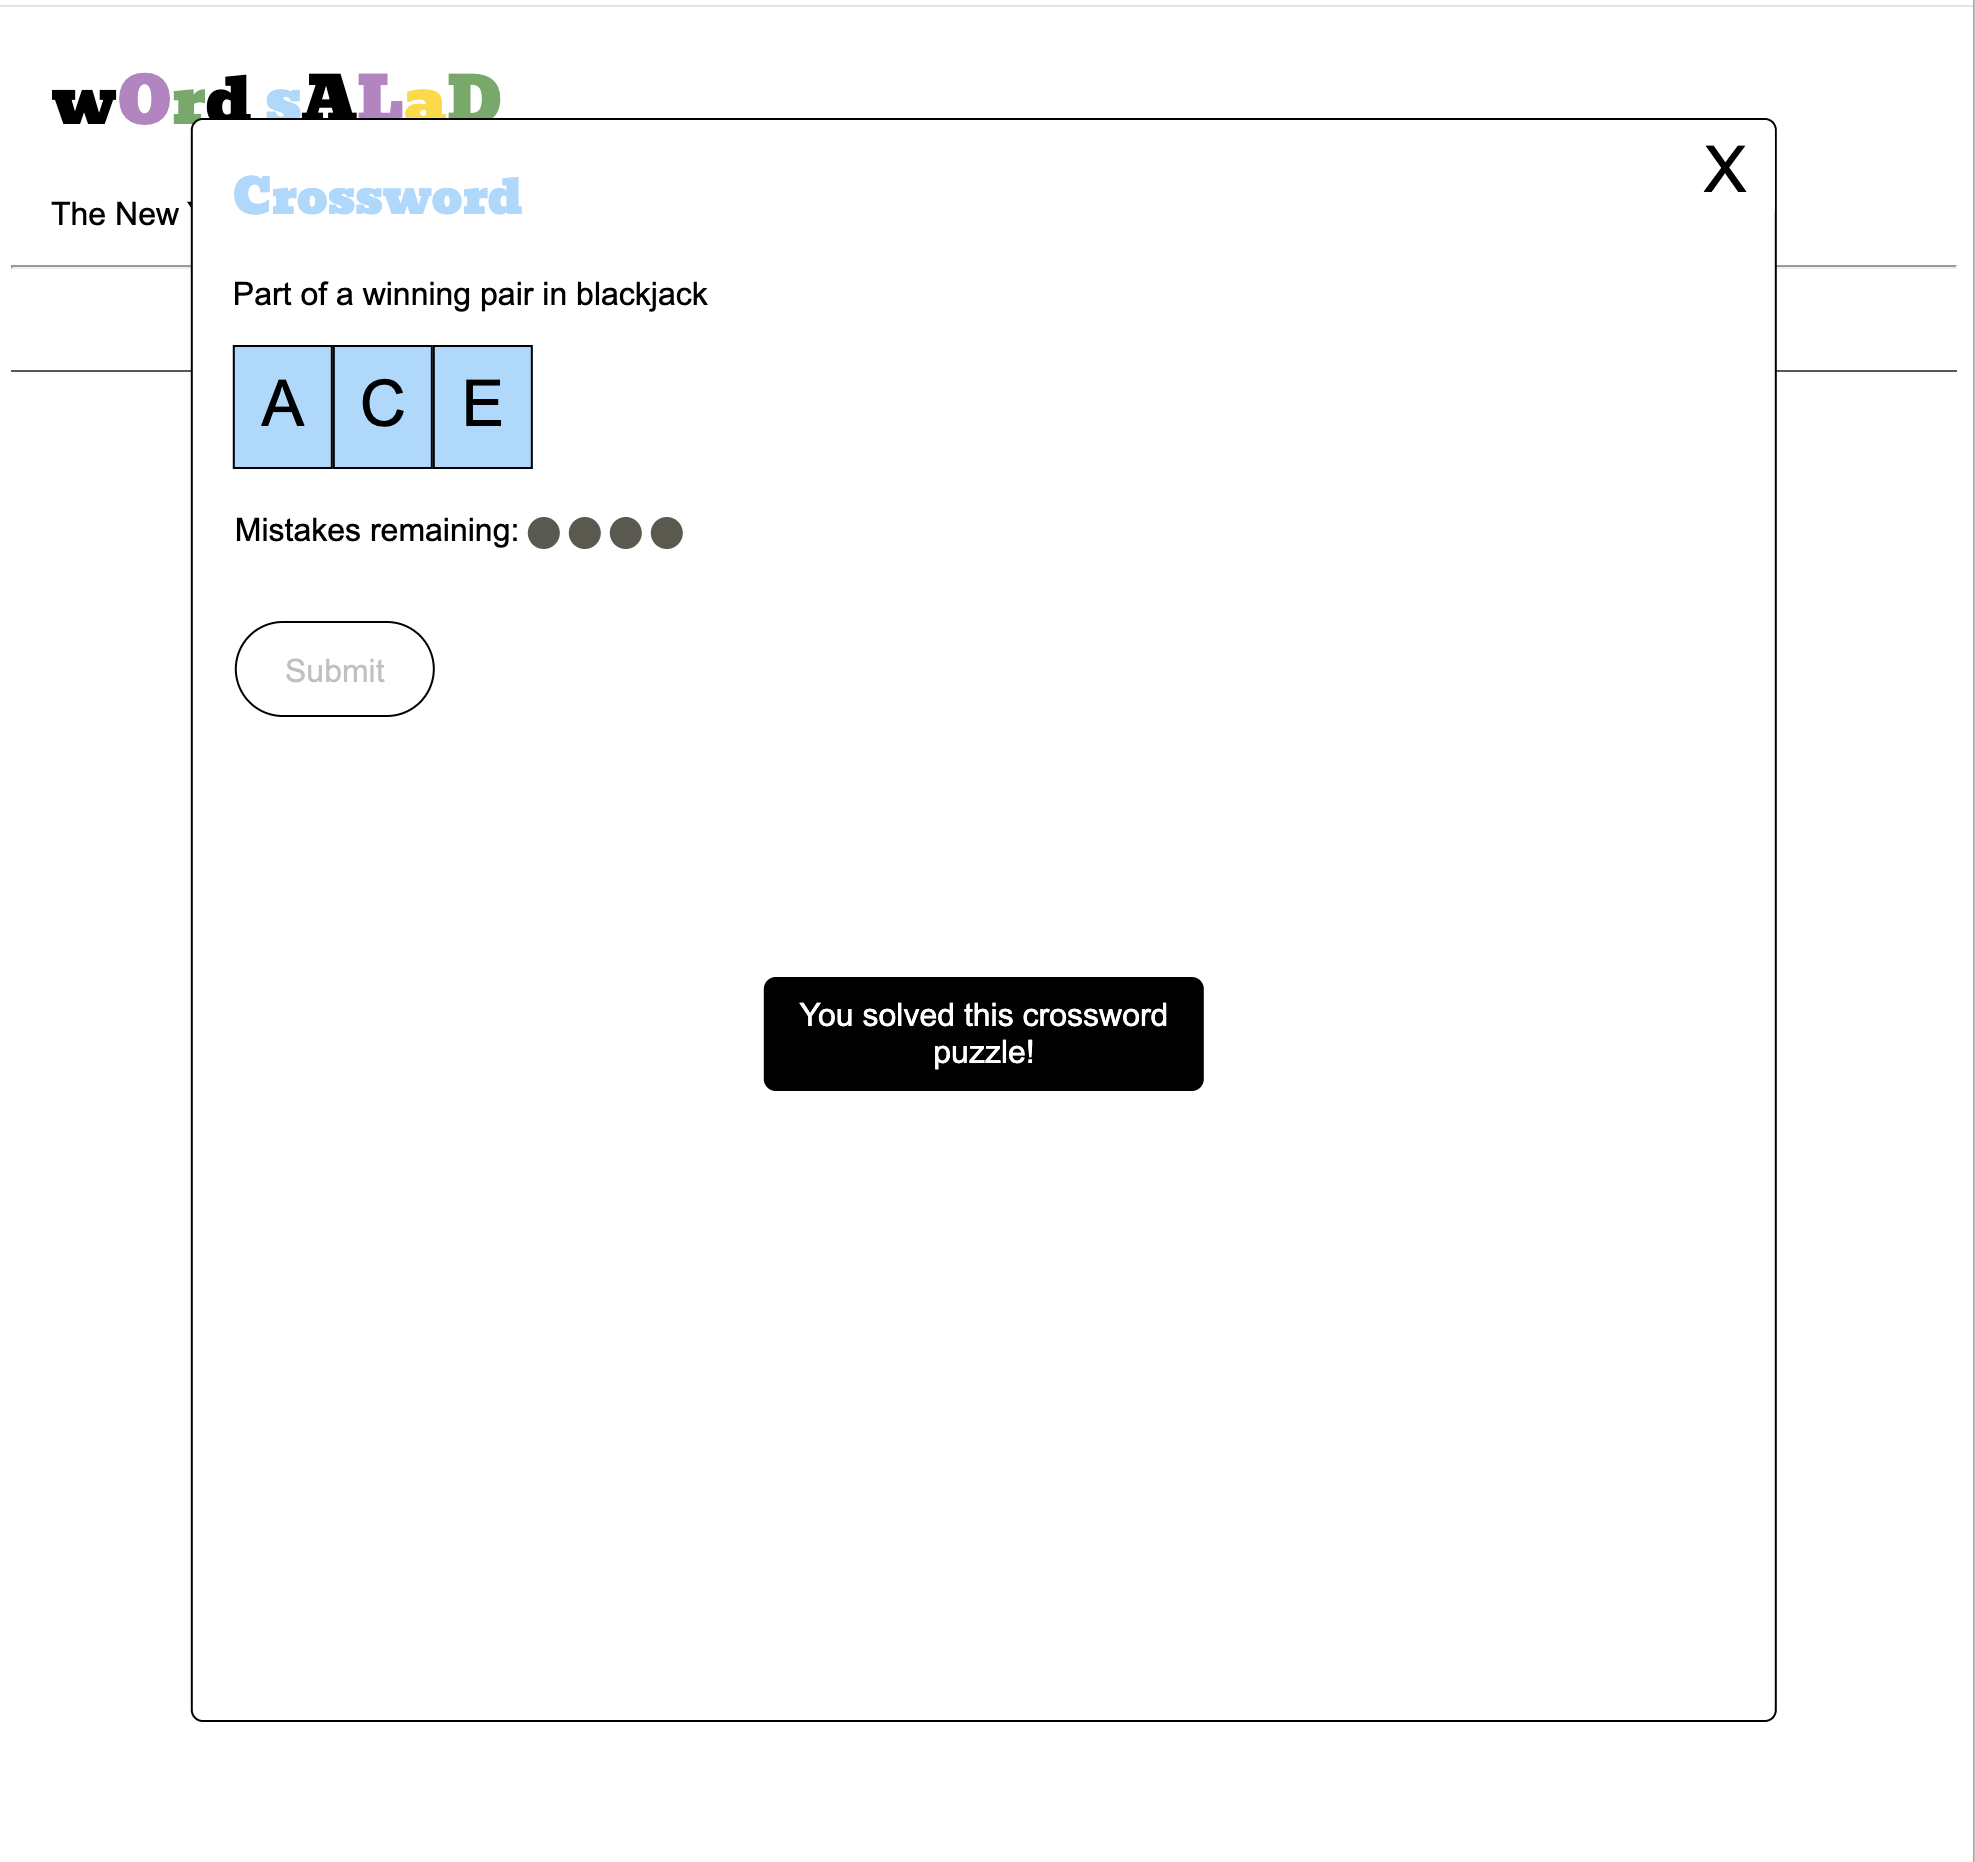 wOrd sALaD
X
Crossword
The New
Part of a winning pair in blackjack
A C E
Mistakes remaining:
Submit
You solved this crossword
puzzle!